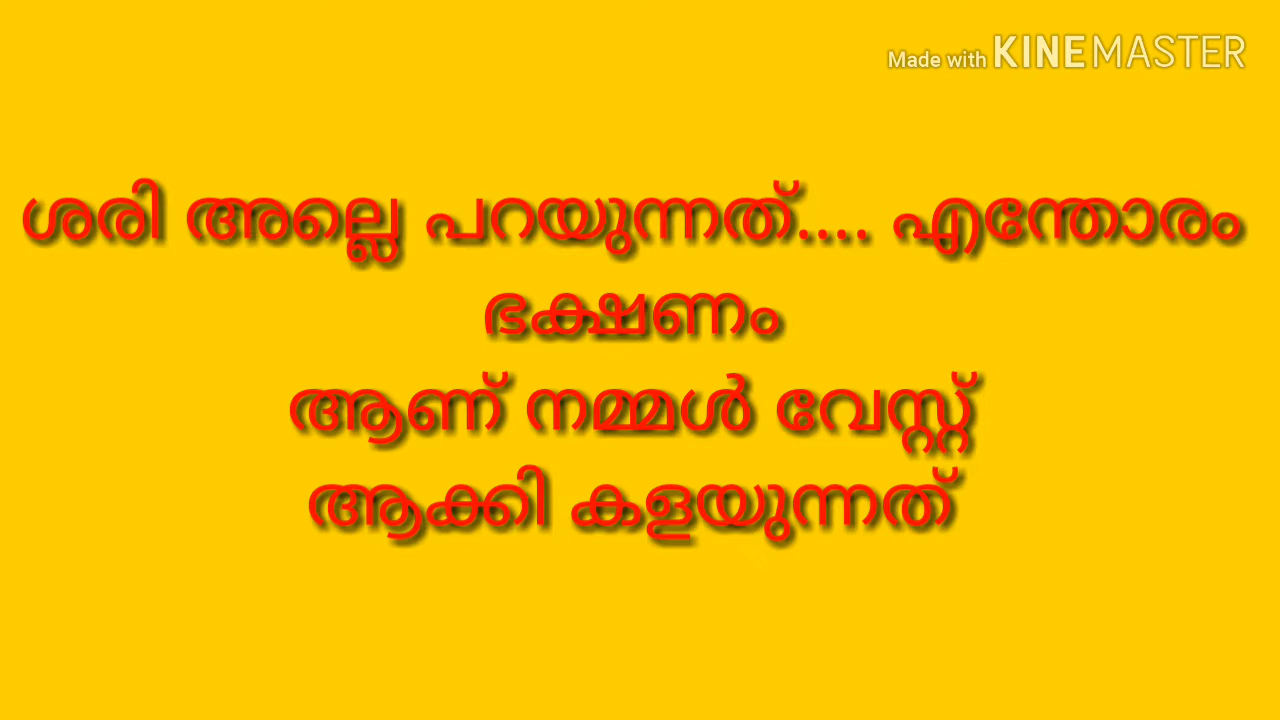 Made with KINEMASTER
ശരി അല്ലെ പറയുന്നത്.... എന്തോരം
ഭക്ഷണം
ആണ് നമ്മൾ വേസ്റ്റ്
ആക്കി കളയുന്നത്